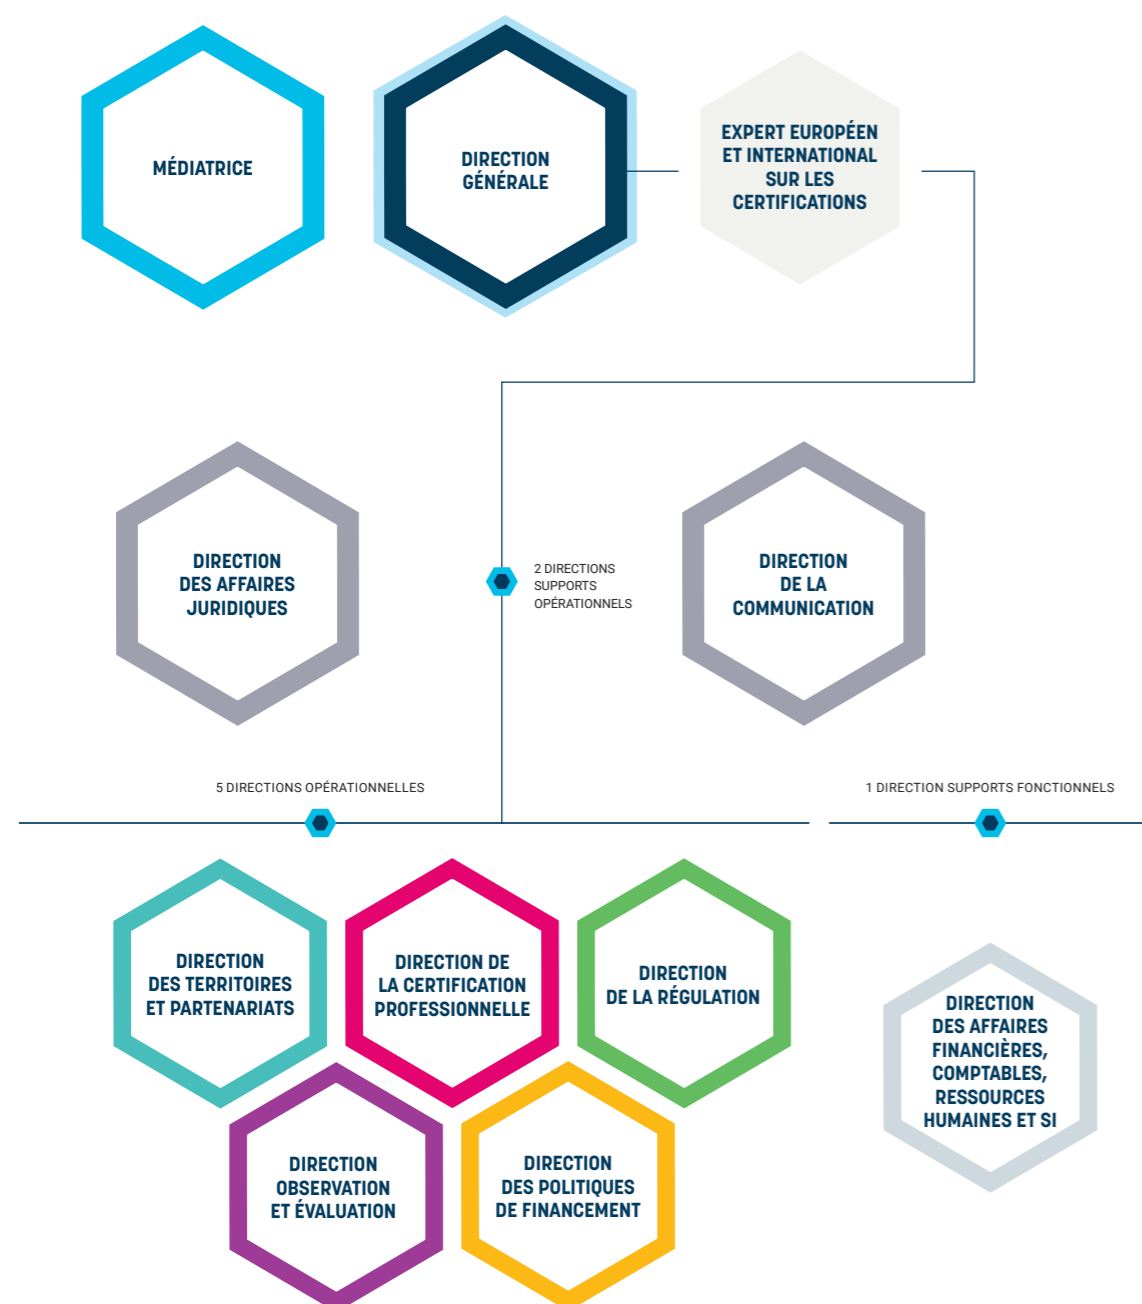 MÉDIATRICE
DIRECTION
GÉNÉRALE
EXPERT EUROPÉEN
ET INTERNATIONAL
SUR LES
CERTIFICATIONS
DIRECTION
DES AFFAIRES
JURIDIQUES
2 DIRECTIONS
SUPPORTS
OPÉRATIONNELS
DIRECTION
DE LA
COMMUNICATION
5 DIRECTIONS OPÉRATIONNELLES
1 DIRECTION SUPPORTS FONCTIONNELS
DIRECTION
DES TERRITOIRES
ET PARTENARIATS
DIRECTION DE
LA CERTIFICATION
PROFESSIONNELLE
DIRECTION
DE LA RÉGULATION
DIRECTION
DES AFFAIRES
FINANCIÈRES,
COMPTABLES,
RESSOURCES
HUMAINES ET SI
DIRECTION
OBSERVATION
ET ÉVALUATION
DIRECTION
DES POLITIQUES
DE FINANCEMENT